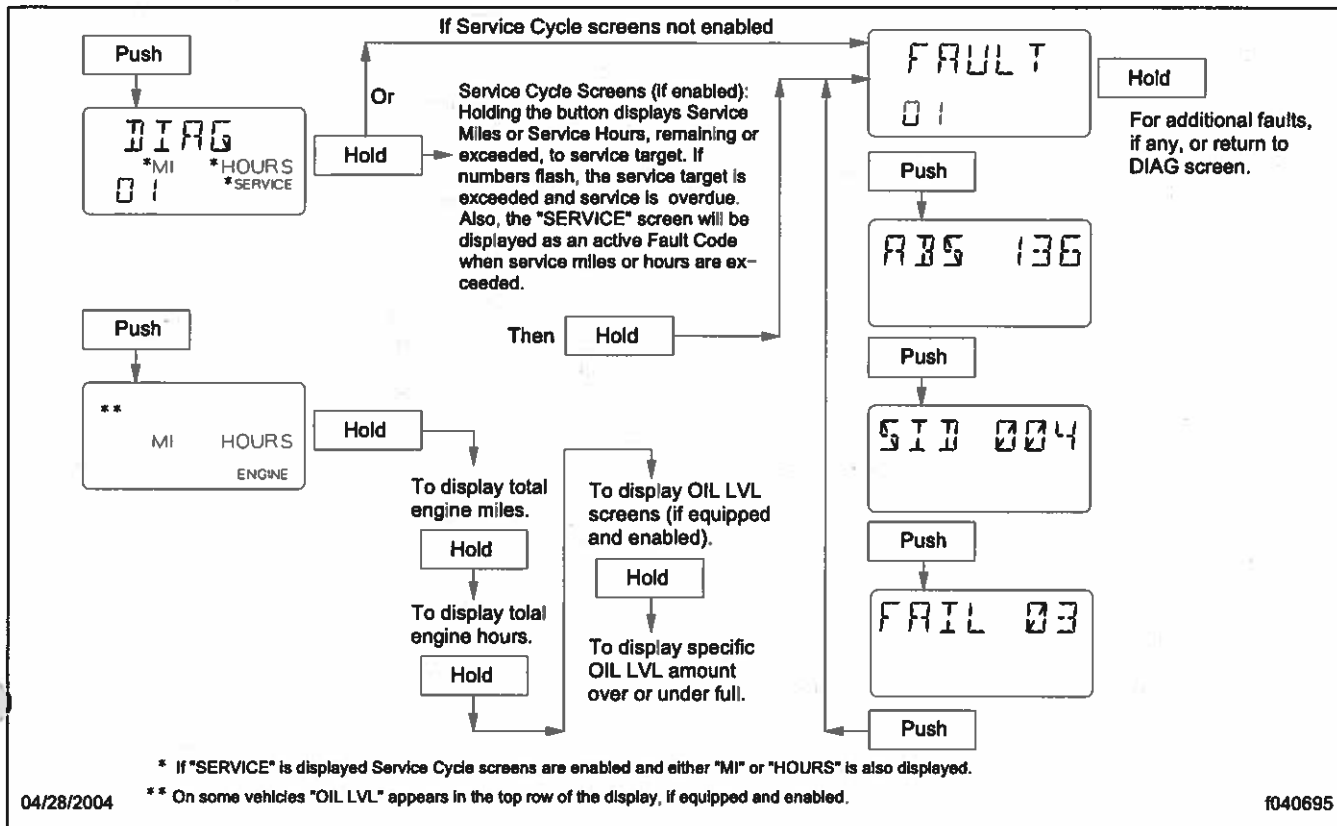 If Service Cycle screens not enabled
Push
DIAG
*MI *HOURS
*SERVICE
01
Or
Hold
Service Cycle Screens (if enabled):
Holding the button displays Service
Miles or Service Hours, remaining or
exceeded, to service target. If
numbers flash, the service target is
exceeded and service is overdue.
Also, the "SERVICE" screen will be
displayed as an active Fault Code
when service miles or hours are ex-
ceeded.
Then
Hold
FAULT
01
Hold
For additional faults,
if any, or return to
DIAG screen.
Push
ABS 136
Push
SID 004
Push
FAIL 03
Push
Push
**
MI HOURS
ENGINE
Hold
To display total
engine miles.
Hold
To display tolal
engine hours.
Hold
To display OIL LVL
screens (if equipped
and enabled).
Hold
To display specific
OIL LVL amount
over or under full.
* If "SERVICE" is displayed Service Cycle screens are enabled and either "MI" or "HOURS" is also displayed.
** On some vehicles "OIL LVL" appears in the top row of the display, if equipped and enabled.
04/28/2004
f040695